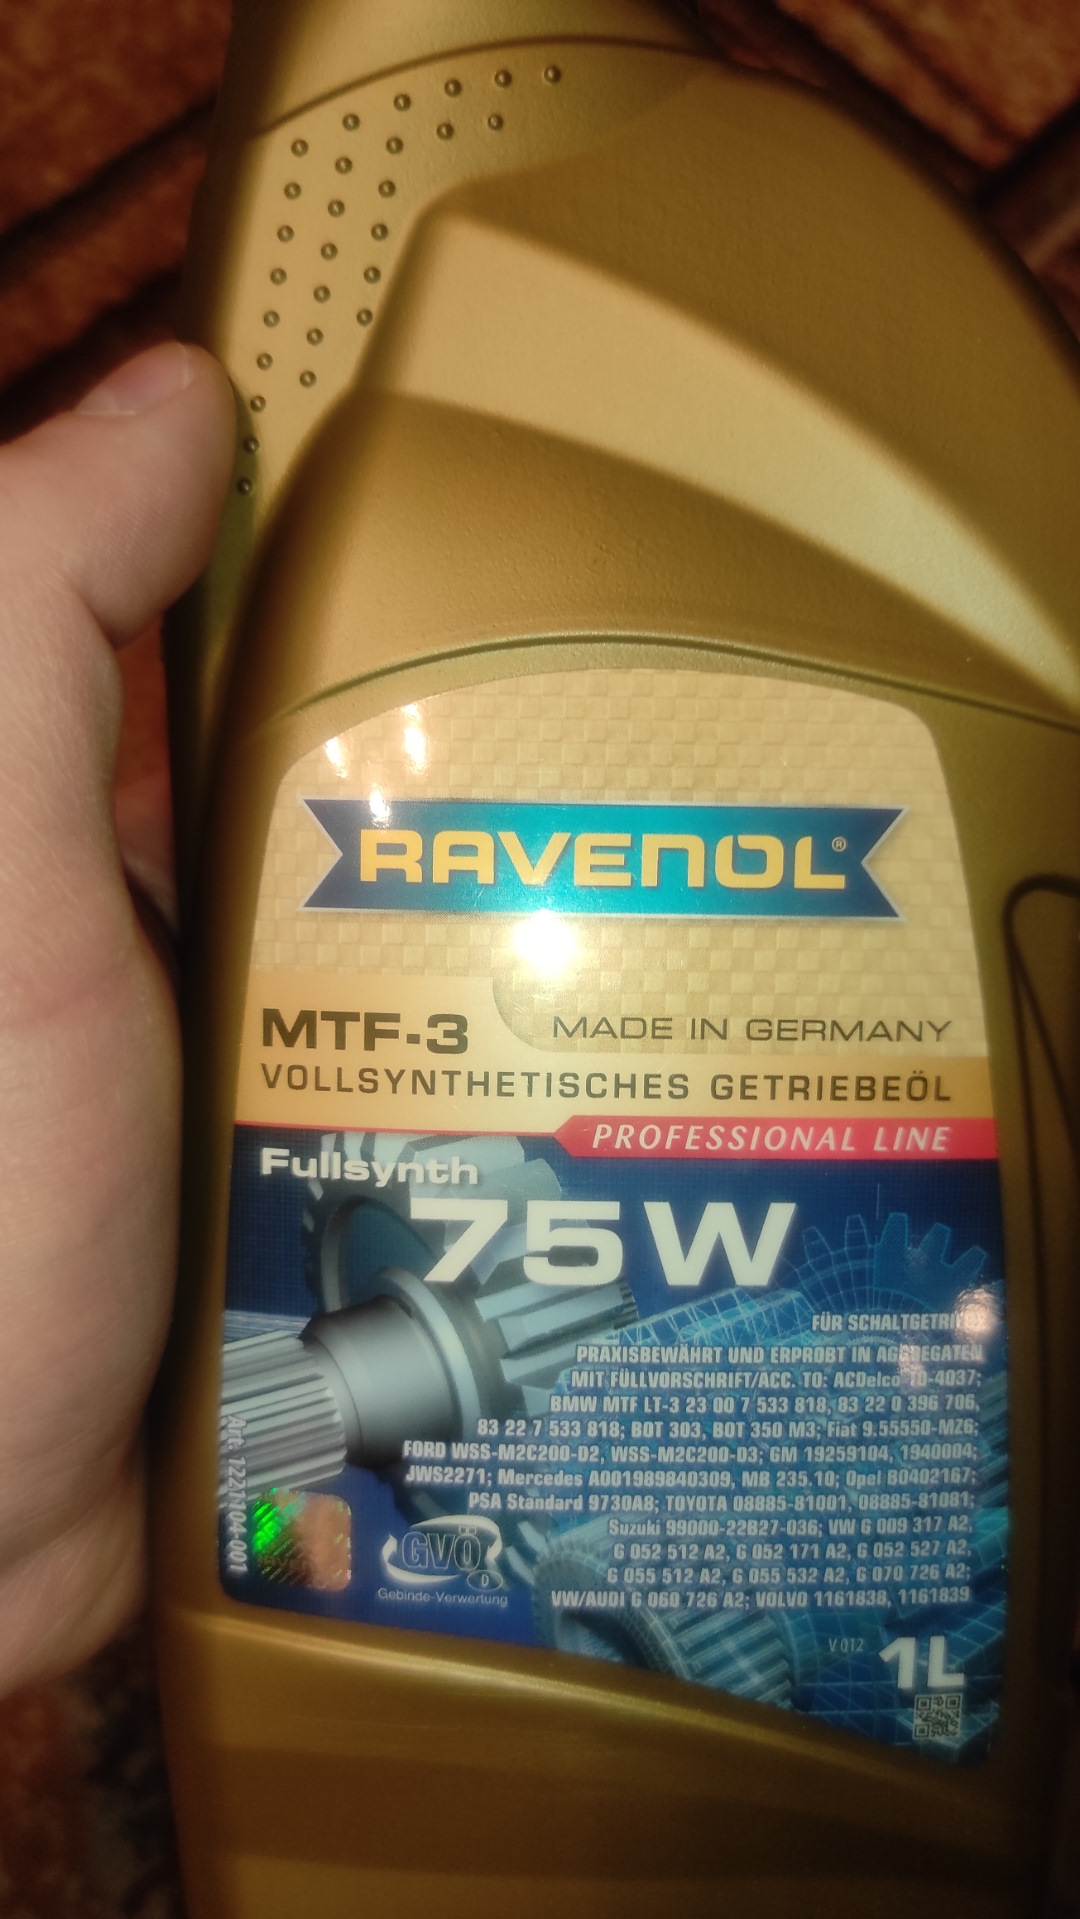 RAVENOL®
MTF-3 MADE IN GERMANY
VOLLSYNTHETISCHES GETRIEBEÖL
PROFESSIONAL LINE
Fullsynth
75W
FÜR SCHALTGETRIEBE
PRAXISBEWÄHRT UND ERPROBT IN AGGREGATEN
MIT FÜLLVORSCHRIFT/ACC. TO: ACDelco 10-4037;
BMW MTF LT-3 23 00 7 533 818, 83 22 0 396 706,
83 22 7 533 818; BOT 303, BOT 350 M3; Fiat 9.55550-MZ6;
FORD WSS-M2C200-D2, WSS-M2C200-D3; GM 19259104, 1940004;
JWS2271; Mercedes A001989840309, MB 235.10; Opel B0402167;
PSA Standard 9730A8; TOYOTA 08885-81001, 08885-81081;
Suzuki 99000-22B27-036; VW G 009 317 A2,
G 052 512 A2, G 052 171 A2, G 052 527 A2,
G 055 512 A2, G 055 532 A2, G 070 726 A2;
VW/AUDI G 060 726 A2; VOLVO 1161838, 1161839
Art. 1221104-001
GVÖ
D
Gebinde-Verwertung
V 012
1L